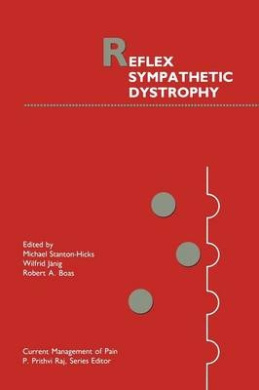 REFLEX
SYMPATHETIC
DYSTROPHY
Edited by
Michael Stanton-Hicks
Wilfrid Jänig
Robert A. Boas
Current Management of Pain
P. Prithvi Raj, Series Editor